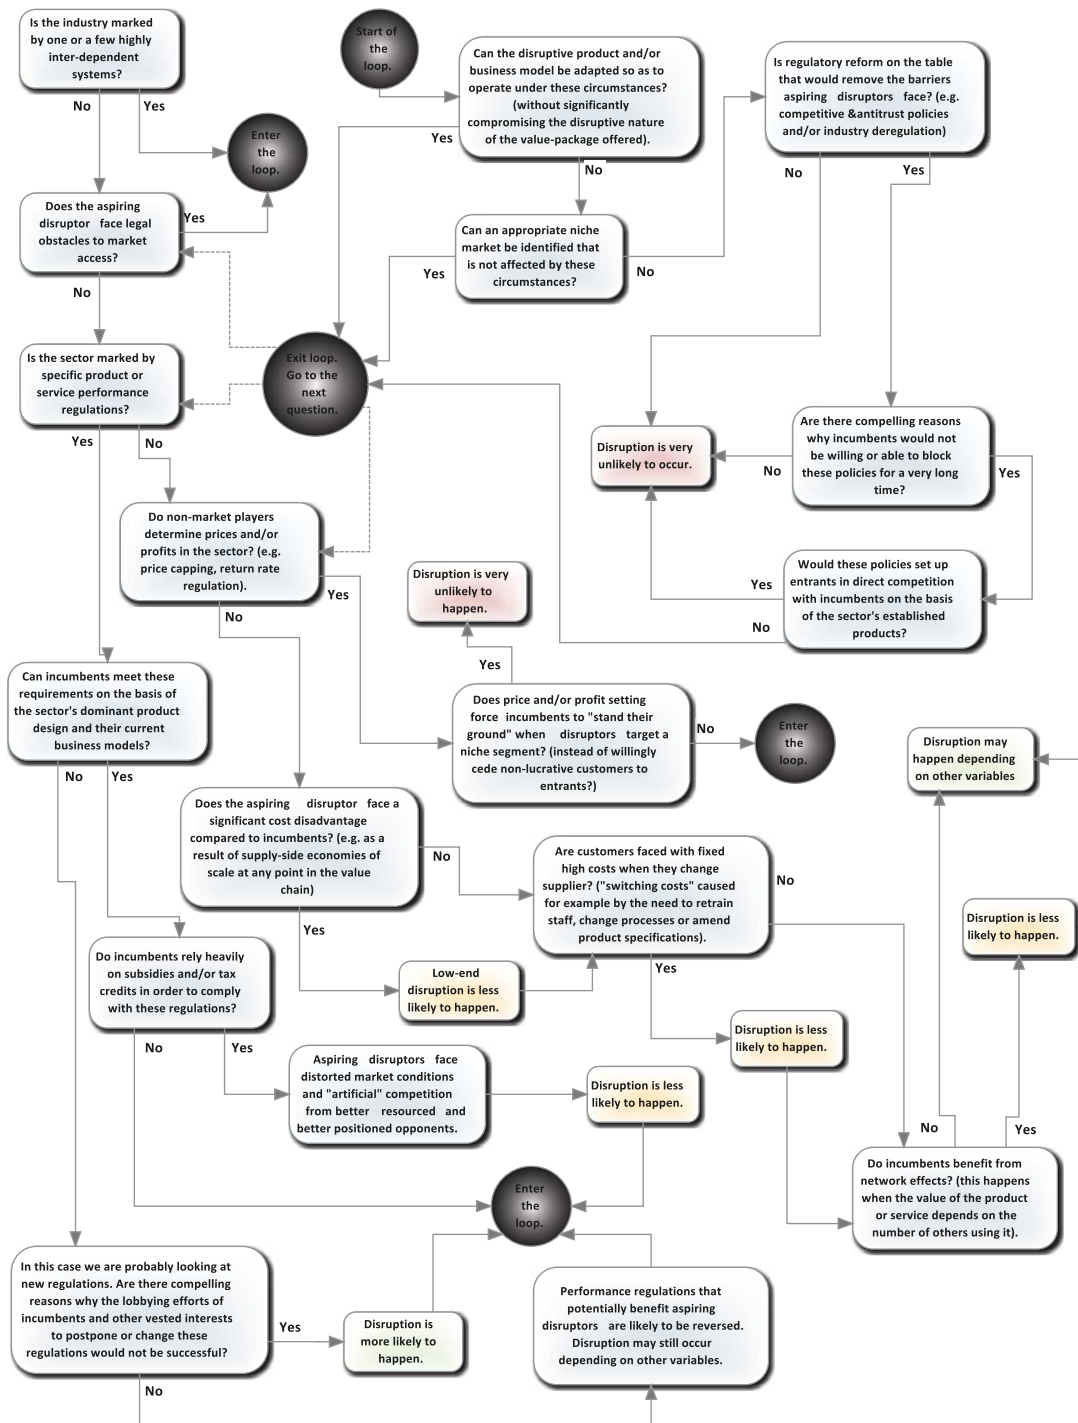 Is the industry marked
by one or a few highly
inter-dependent
systems?
No
Yes
Enter
the
loop.
Does the aspiring
disruptor face legal
obstacles to market
access?
Yes
No
Is the sector marked by
specific product or
service performance
regulations?
Yes
No
Start of
the
loop.
Can the disruptive product and/or
business model be adapted so as to
operate under these circumstances?
(without significantly
compromising the disruptive nature
of the value-package offered).
Yes
No
Can an appropriate niche
market be identified that
is not affected by these
circumstances?
Yes
No
Is regulatory reform on the table
that would remove the barriers
aspiring disruptors face? (e.g.
competitive &antitrust policies
and/or industry deregulation)
No
Yes
Exit loop.
Go to the
next
question.
Disruption is very
unlikely to occur.
Are there compelling reasons
why incumbents would not
be willing or able to block
these policies for a very long
time?
No
Yes
Would these policies set up
entrants in direct competition
with incumbents on the basis
of the sector's established
products?
Yes
No
Do non-market players
determine prices and/or
profits in the sector? (e.g.
price capping, return rate
regulation).
Yes
No
Disruption is very
unlikely to
happen.
Yes
Does price and/or profit setting
force incumbents to "stand their
ground" when disruptors target a
niche segment? (instead of willingly
cede non-lucrative customers to
entrants?)
No
Enter
the
loop.
Can incumbents meet these
requirements on the basis of
the sector's dominant product
design and their current
business models?
No
Yes
Does the aspiring disruptor face a
significant cost disadvantage
compared to incumbents? (e.g. as a
result of supply-side economies of
scale at any point in the value
chain)
No
Yes
Low-end
disruption is less
likely to happen.
Are customers faced with fixed
high costs when they change
supplier? ("switching costs" caused
for example by the need to retrain
staff, change processes or amend
product specifications).
No
Yes
Disruption may
happen depending
on other variables
Disruption is less
likely to happen.
Disruption is less
likely to happen.
No
Yes
Do incumbents benefit from
network effects? (this happens
when the value of the product
or service depends on the
number of others using it).
Do incumbents rely heavily
on subsidies and/or tax
credits in order to comply
with these regulations?
No
Yes
Aspiring disruptors face
distorted market conditions
and "artificial" competition
from better resourced and
better positioned opponents.
Disruption is less
likely to happen.
Enter
the
loop.
In this case we are probably looking at
new regulations. Are there compelling
reasons why the lobbying efforts of
incumbents and other vested interests
to postpone or change these
regulations would not be successful?
Yes
No
Disruption is
more likely to
happen.
Performance regulations that
potentially benefit aspiring
disruptors are likely to be reversed.
Disruption may still occur
depending on other variables.